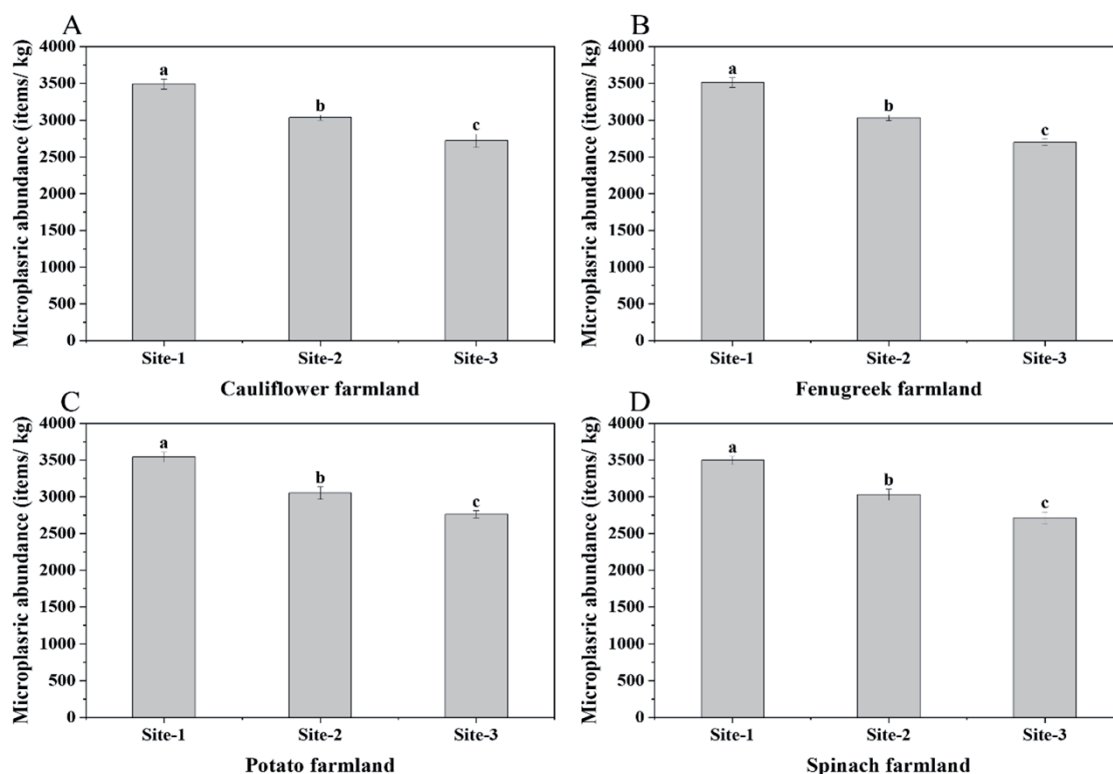 A
Microplasric abundance (items/ kg)
4000
3500
3000
2500
2000
1500
1000
500
0
a
b
c
Site-1 Site-2 Site-3
Cauliflower farmland
B
Microplasric abundance (items/ kg)
4000
3500
3000
2500
2000
1500
1000
500
0
a
b
c
Site-1 Site-2 Site-3
Fenugreek farmland
C
Microplasric abundance (items/ kg)
4000
3500
3000
2500
2000
1500
1000
500
0
a
b
c
Site-1 Site-2 Site-3
Potato farmland
D
Microplasric abundance (items/ kg)
4000
3500
3000
2500
2000
1500
1000
500
0
a
b
c
Site-1 Site-2 Site-3
Spinach farmland